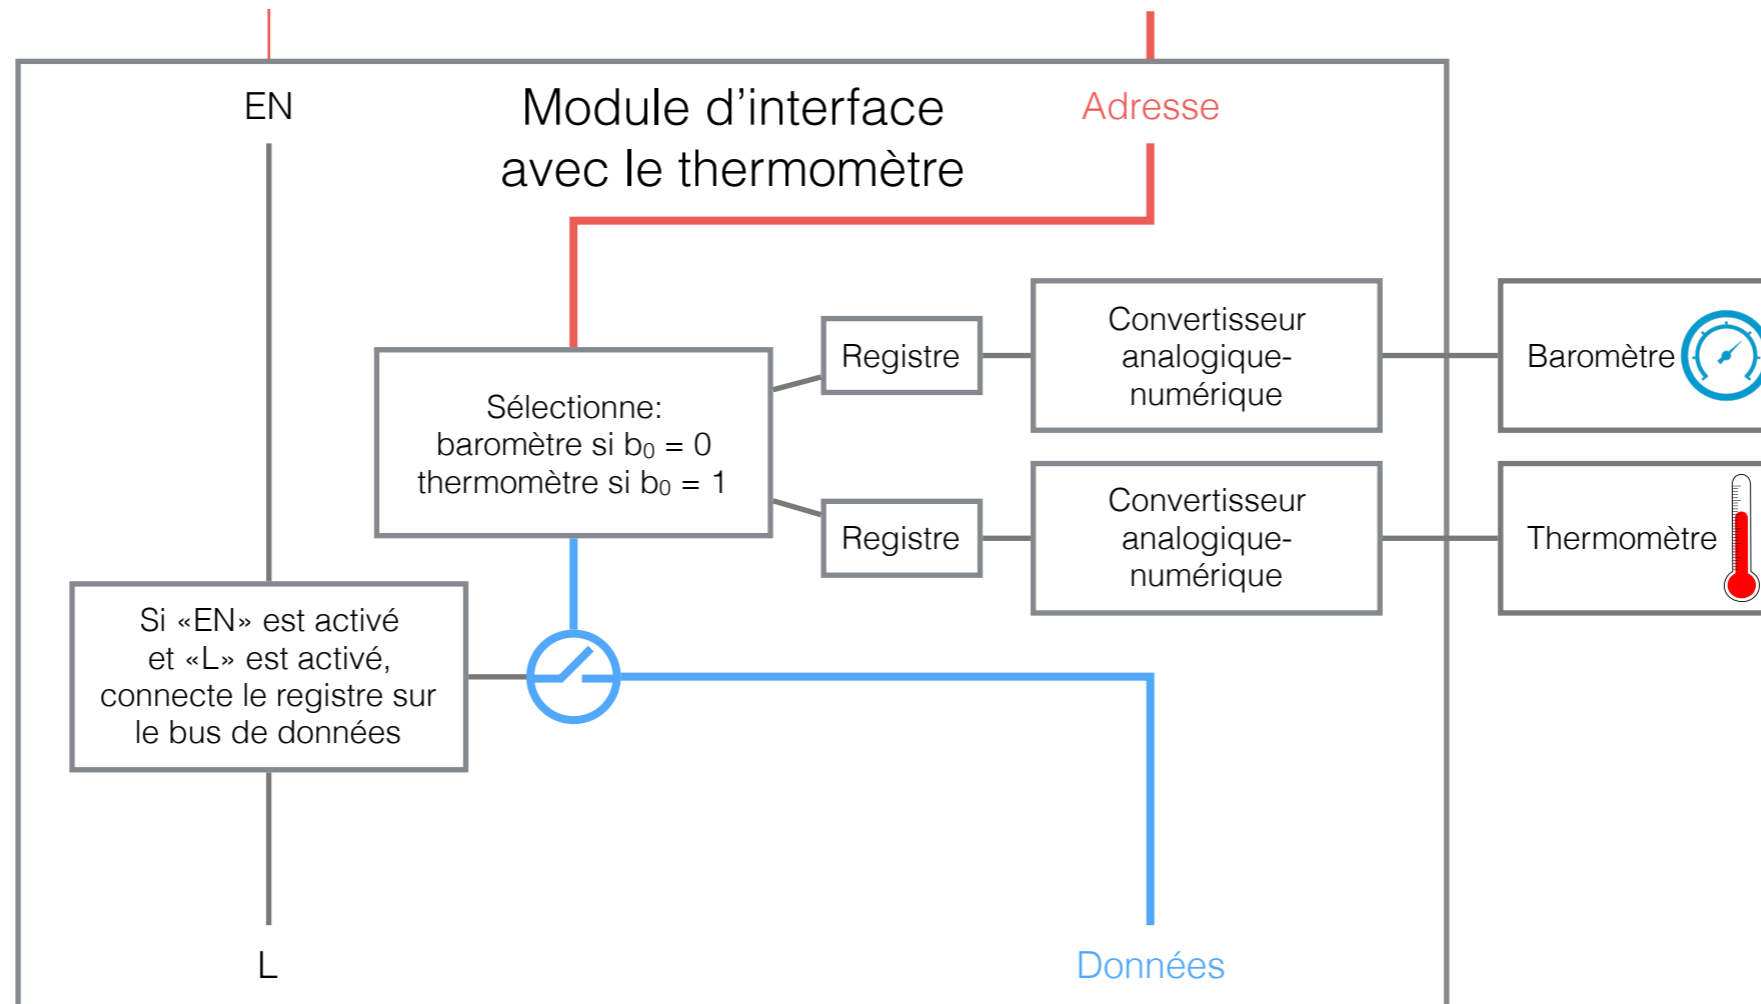 EN
Module d’interface
avec le thermomètre
Adresse
Sélectionne:
baromètre si b₀ = 0
thermomètre si b₀ = 1
Registre
Convertisseur
analogique-
numérique
Baromètre
Registre
Convertisseur
analogique-
numérique
Thermomètre
Si «EN» est activé
et «L» est activé,
connecte le registre sur
le bus de données
L
Données